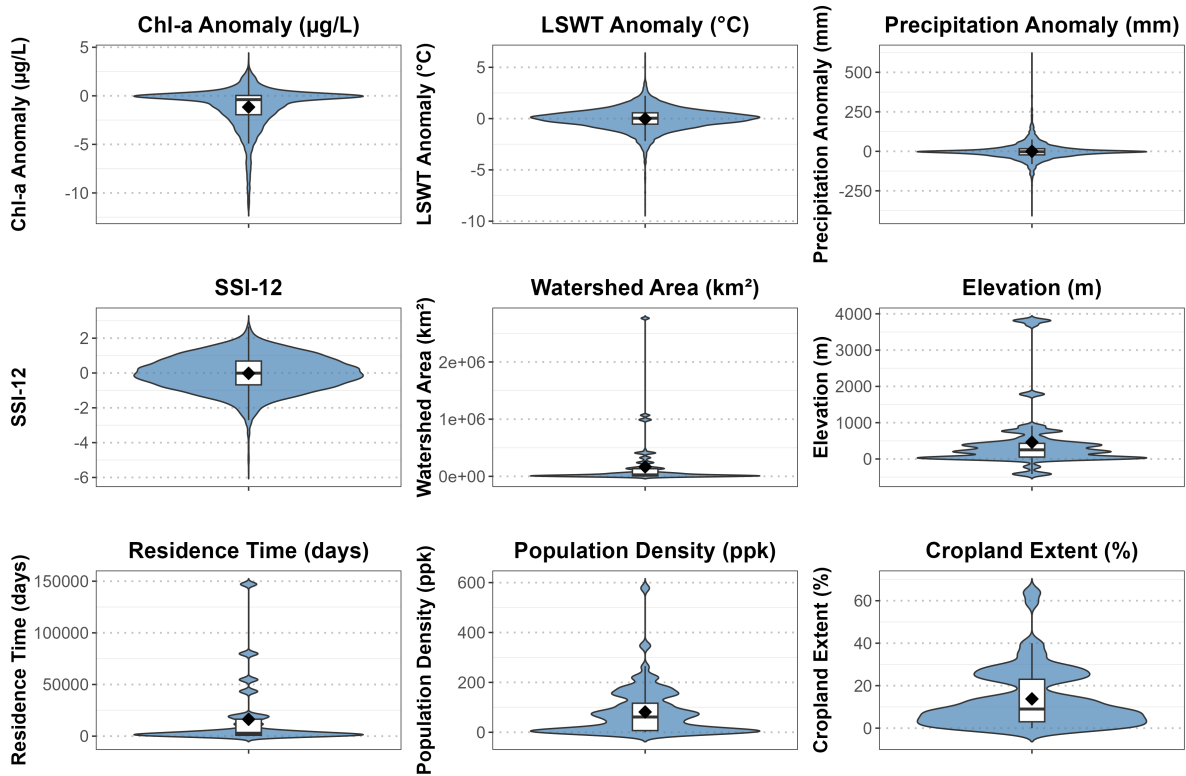 Chl-a Anomaly (µg/L)
Chl-a Anomaly (µg/L)
5
0
-5
-10
LSWT Anomaly (°C)
LSWT Anomaly (°C)
5
0
-5
-10
Precipitation Anomaly (mm)
Precipitation Anomaly (mm)
500
250
0
-250
SSI-12
SSI-12
2
0
-2
-4
-6
Watershed Area (km²)
Watershed Area (km²)
2e+06
1e+06
0e+00
Elevation (m)
Elevation (m)
4000
3000
2000
1000
0
Residence Time (days)
Residence Time (days)
150000
100000
50000
0
Population Density (ppk)
Population Density (ppk)
600
400
200
0
Cropland Extent (%)
Cropland Extent (%)
60
40
20
0